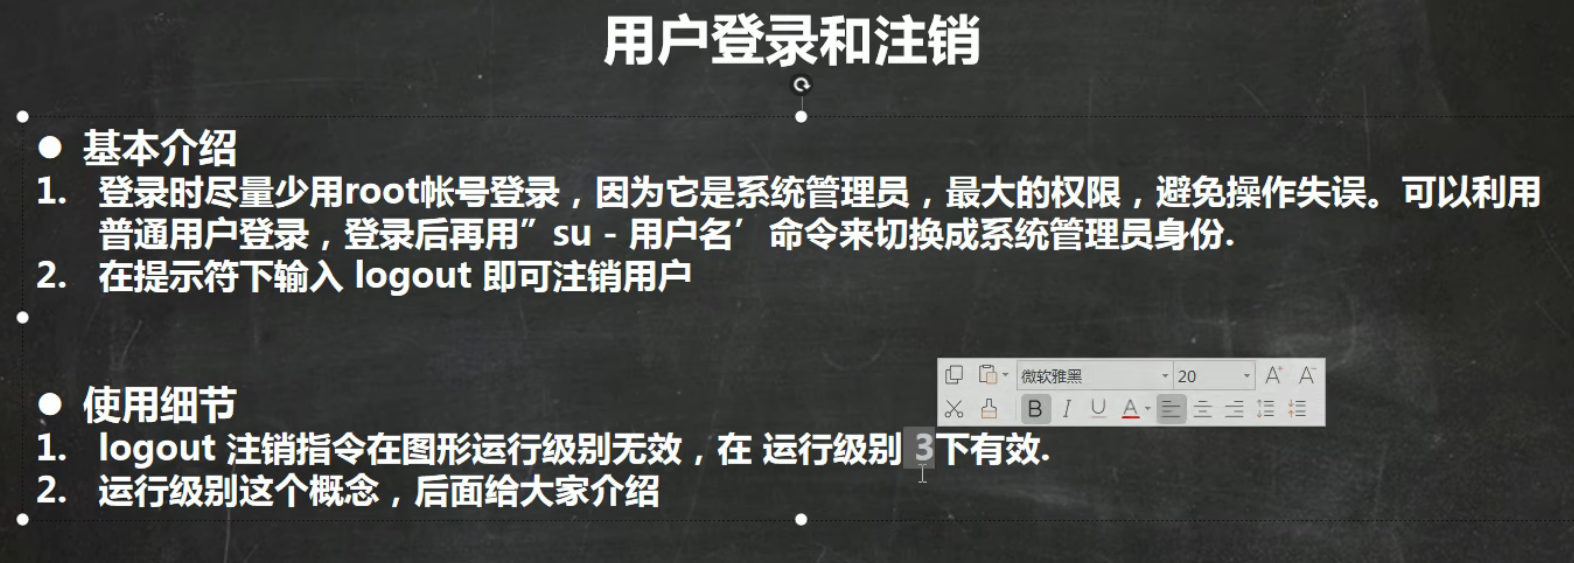 用户登录和注销
● 基本介绍
1. 登录时尽量少用root帐号登录，因为它是系统管理员，最大的权限，避免操作失误。可以利用
普通用户登录，登录后再用”su - 用户名’命令来切换成系统管理员身份.
2. 在提示符下输入 logout 即可注销用户
微软雅黑 20 A+ A-
B I U A
● 使用细节
1. logout 注销指令在图形运行级别无效，在 运行级别 3下有效.
2. 运行级别这个概念，后面给大家介绍